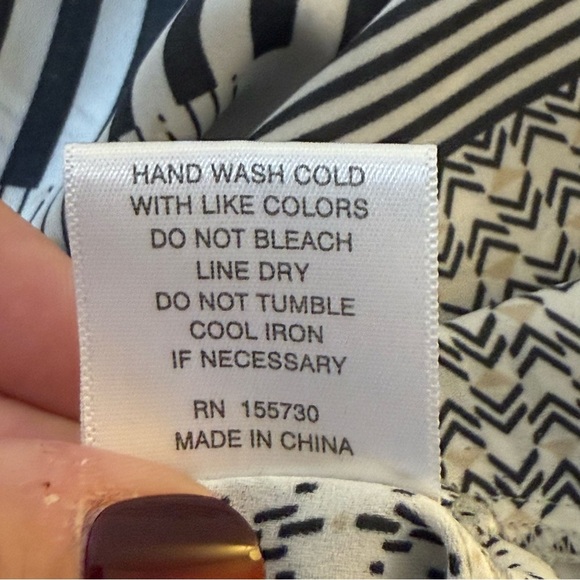 HAND WASH COLD
WITH LIKE COLORS
DO NOT BLEACH
LINE DRY
DO NOT TUMBLE
COOL IRON
IF NECESSARY
RN 155730
MADE IN CHINA